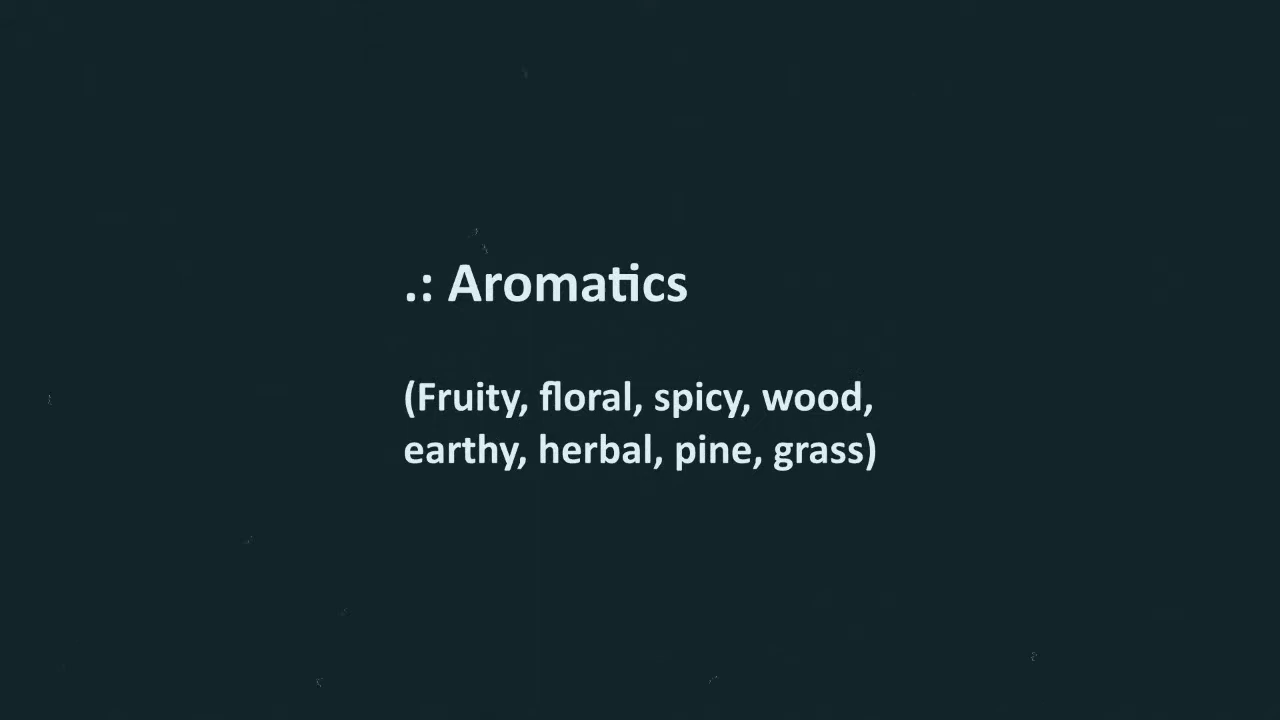 .: Aromatics
(Fruity, floral, spicy, wood,
earthy, herbal, pine, grass)